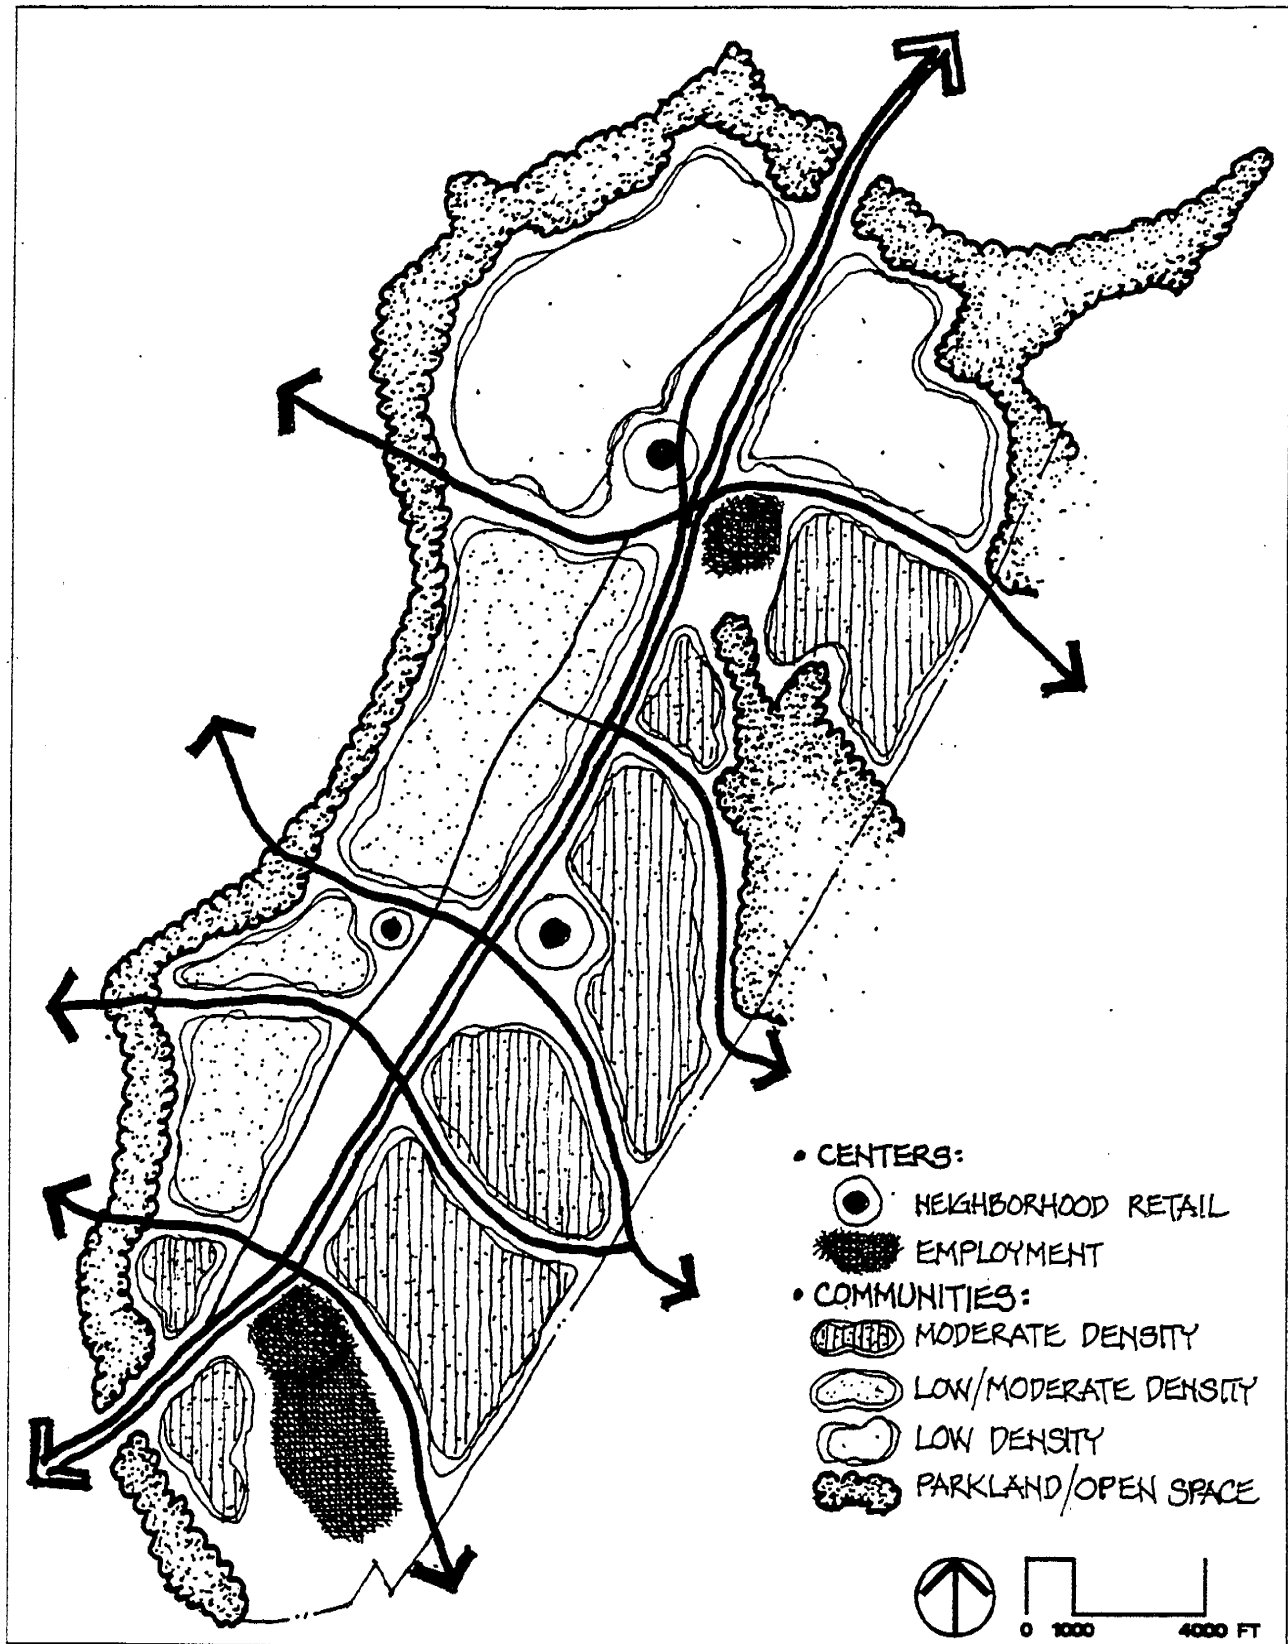 • CENTERS:
NEIGHBORHOOD RETAIL
EMPLOYMENT
• COMMUNITIES:
MODERATE DENSITY
LOW/MODERATE DENSITY
LOW DENSITY
PARKLAND/OPEN SPACE
0 1000 4000 FT